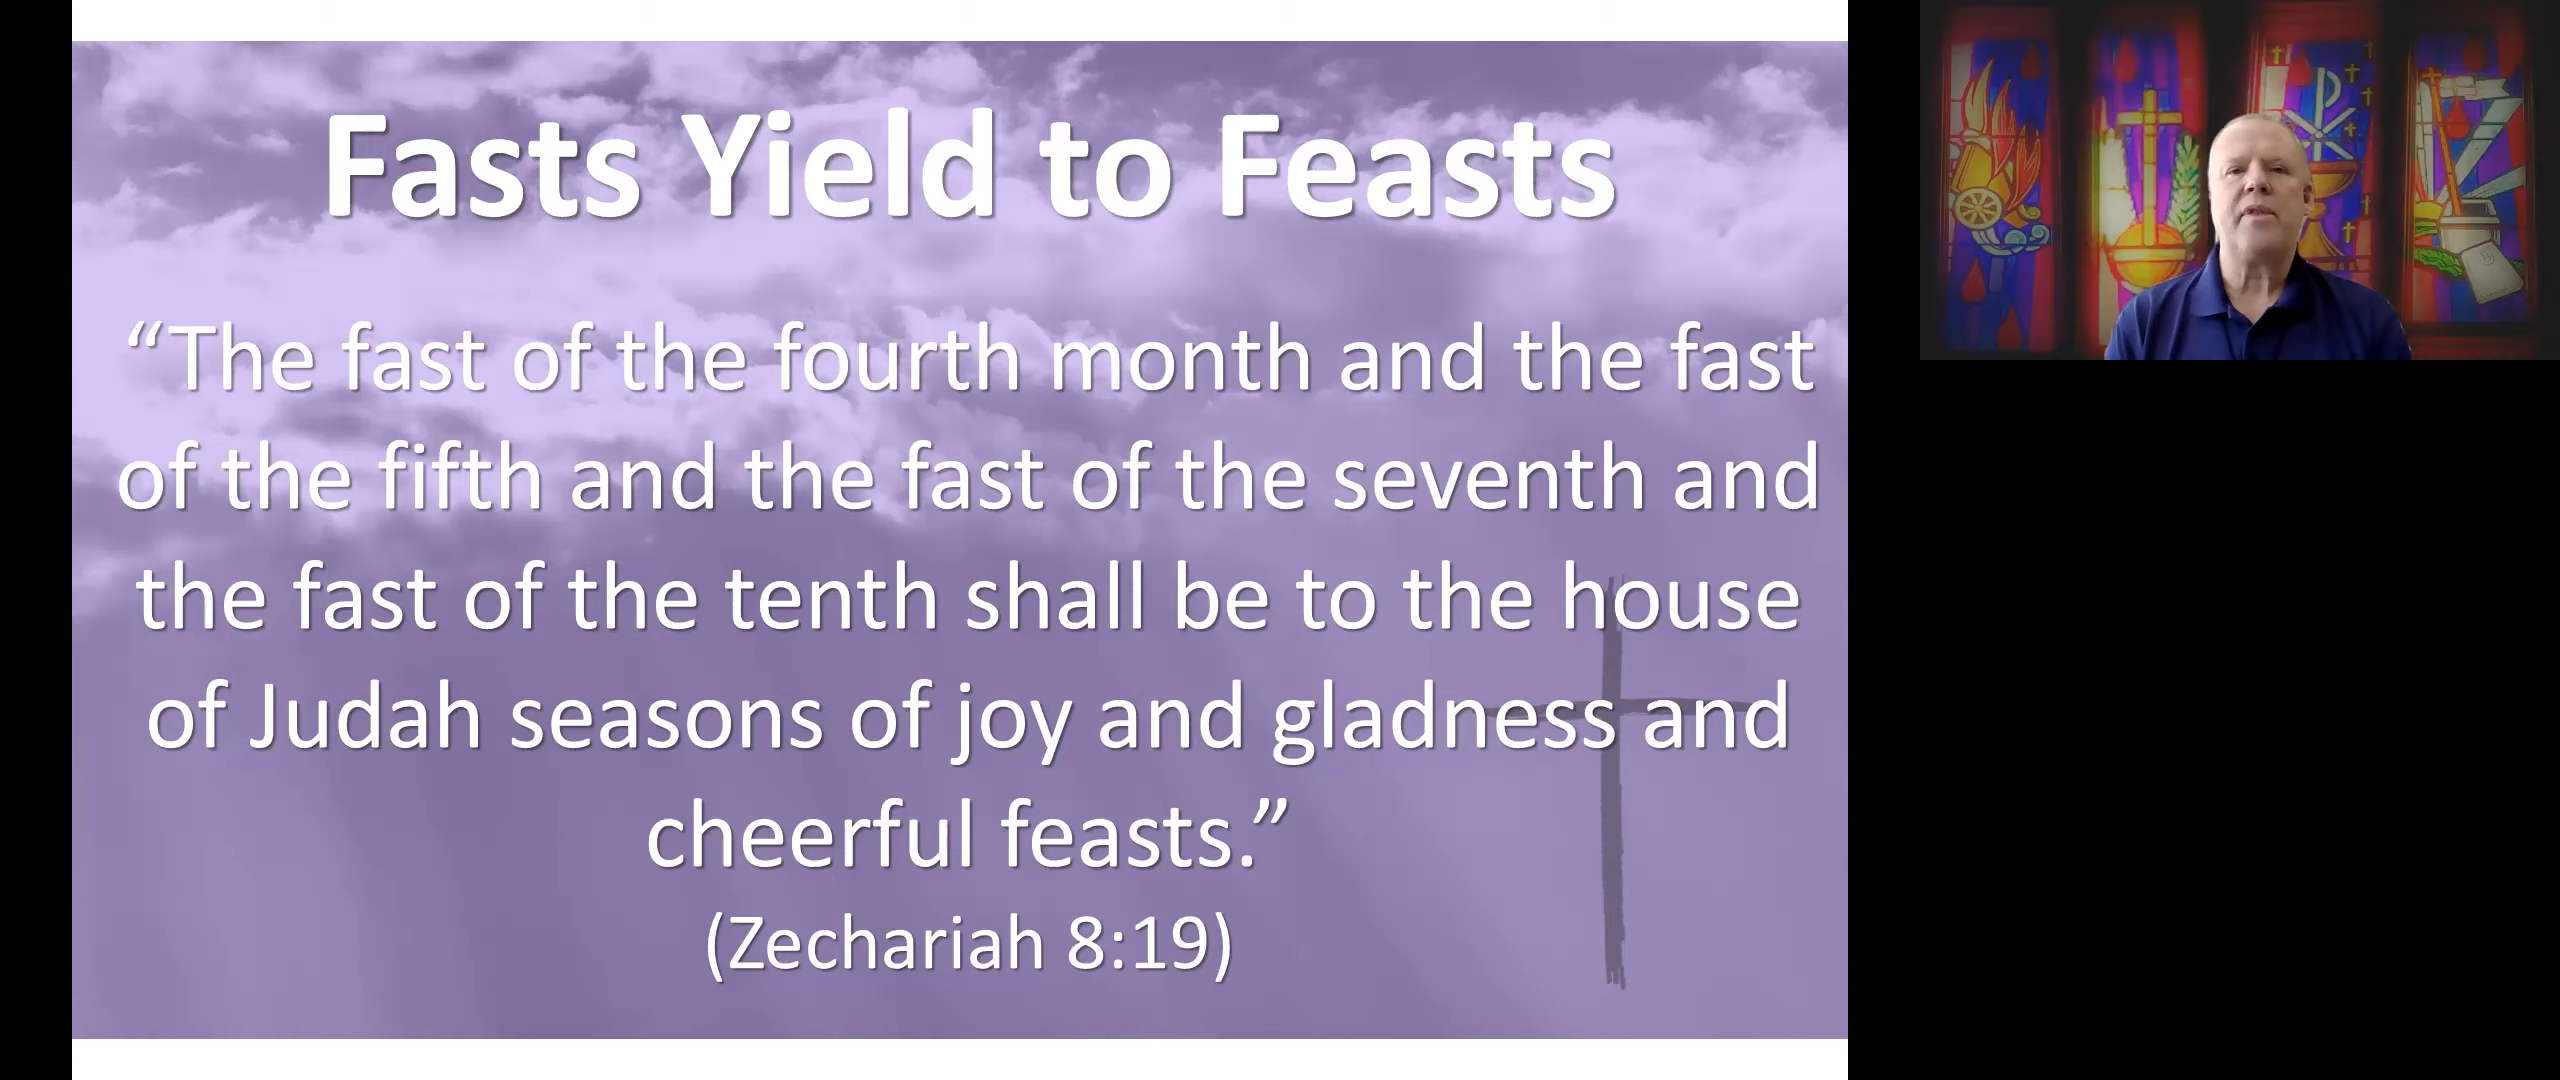 Fasts Yield to Feasts
“The fast of the fourth month and the fast
of the fifth and the fast of the seventh and
the fast of the tenth shall be to the house
of Judah seasons of joy and gladness and
cheerful feasts.”
(Zechariah 8:19)